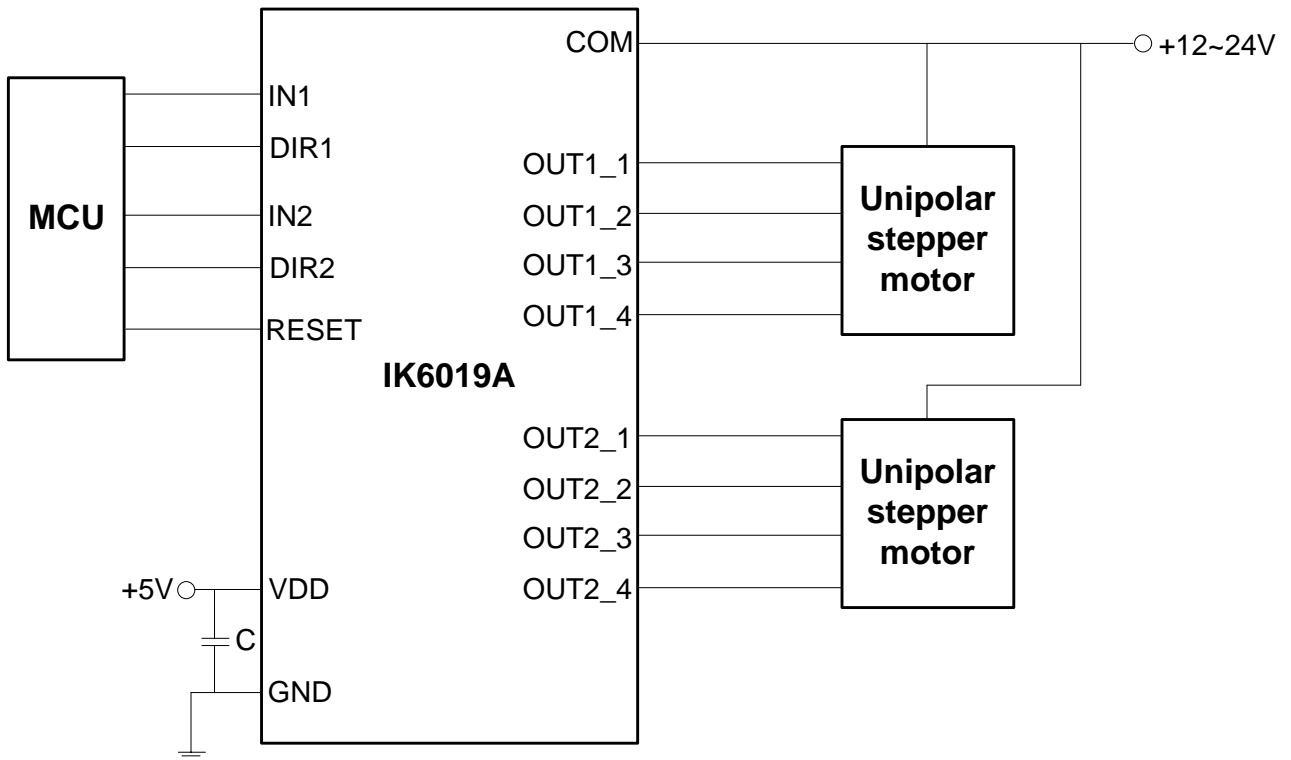 COM
+12~24V
IN1
DIR1
OUT1_1
Unipolar
stepper
motor
MCU
IN2
OUT1_2
DIR2
OUT1_3
RESET
OUT1_4
IK6019A
OUT2_1
Unipolar
stepper
motor
OUT2_2
OUT2_3
+5V
VDD
OUT2_4
C
GND